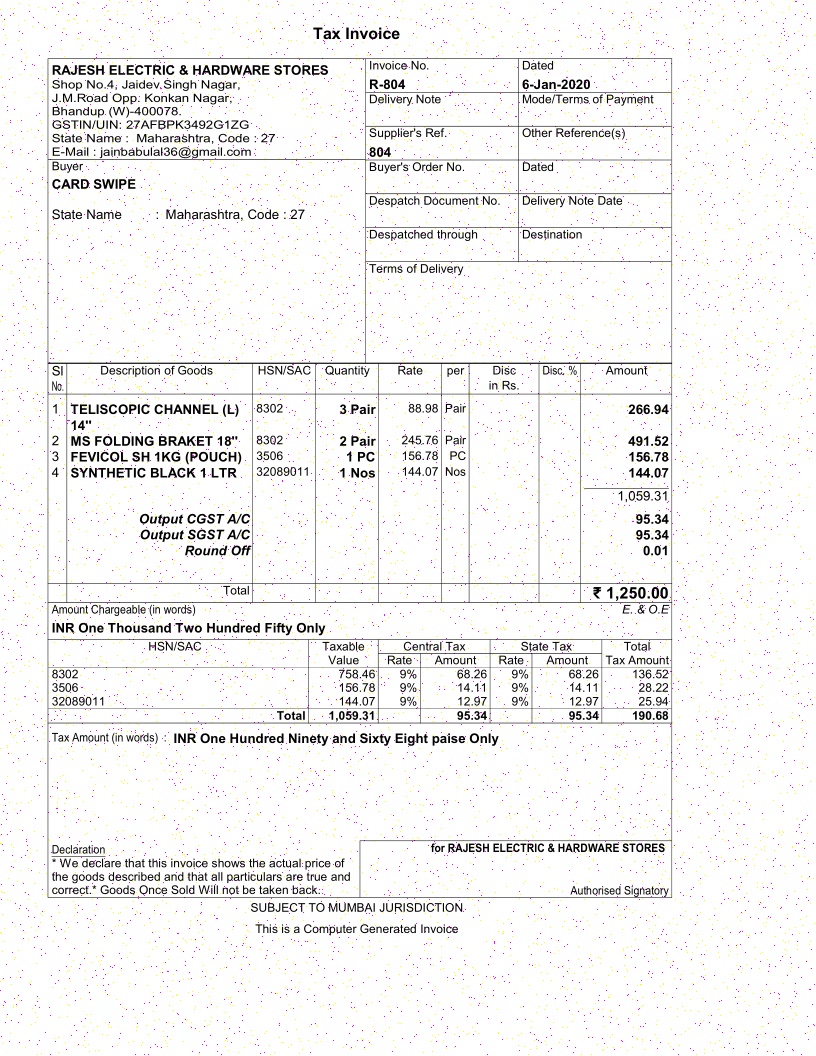 Tax Invoice
RAJESH ELECTRIC & HARDWARE STORES
Shop No.4, Jaidev Singh Nagar,
J.M.Road Opp. Konkan Nagar,
Bhandup (W)-400078.
GSTIN/UIN: 27AFBPK3492G1ZG
State Name : Maharashtra, Code : 27
E-Mail : jainbabulal36@gmail.com
Invoice No. Dated
R-804 6-Jan-2020
Delivery Note Mode/Terms of Payment
Supplier's Ref. Other Reference(s)
804
Buyer
CARD SWIPE
State Name : Maharashtra, Code : 27
Buyer's Order No. Dated
Despatch Document No. Delivery Note Date
Despatched through Destination
Terms of Delivery
Sl Description of Goods HSN/SAC Quantity Rate per Disc Disc. % Amount
No. in Rs.
1 TELISCOPIC CHANNEL (L) 8302 3 Pair 88.98 Pair 266.94
14"
2 MS FOLDING BRAKET 18" 8302 2 Pair 245.76 Pair 491.52
3 FEVICOL SH 1KG (POUCH) 3506 1 PC 156.78 PC 156.78
4 SYNTHETIC BLACK 1 LTR 32089011 1 Nos 144.07 Nos 144.07
1,059.31
Output CGST A/C 95.34
Output SGST A/C 95.34
Round Off 0.01
Total ₹ 1,250.00
Amount Chargeable (in words) E. & O.E
INR One Thousand Two Hundred Fifty Only
HSN/SAC Taxable Central Tax State Tax Total
Value Rate Amount Rate Amount Tax Amount
8302 758.46 9% 68.26 9% 68.26 136.52
3506 156.78 9% 14.11 9% 14.11 28.22
32089011 144.07 9% 12.97 9% 12.97 25.94
Total 1,059.31 95.34 95.34 190.68
Tax Amount (in words) : INR One Hundred Ninety and Sixty Eight paise Only
Declaration
* We declare that this invoice shows the actual price of
the goods described and that all particulars are true and
correct.* Goods Once Sold Will not be taken back.
for RAJESH ELECTRIC & HARDWARE STORES
Authorised Signatory
SUBJECT TO MUMBAI JURISDICTION
This is a Computer Generated Invoice